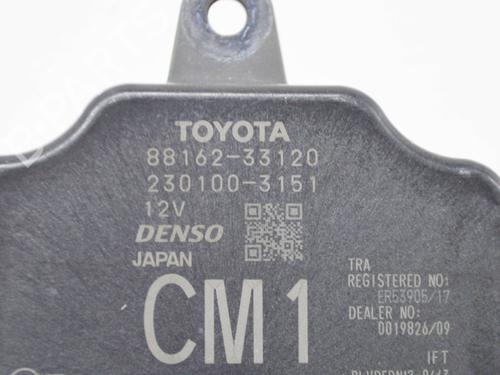 TOYOTA
88162-33120
230100-3151
12V
DENSO
JAPAN
CM1
TRA
REGISTERED NO:
ER53905/17
DEALER NO:
0019826/09
IFT